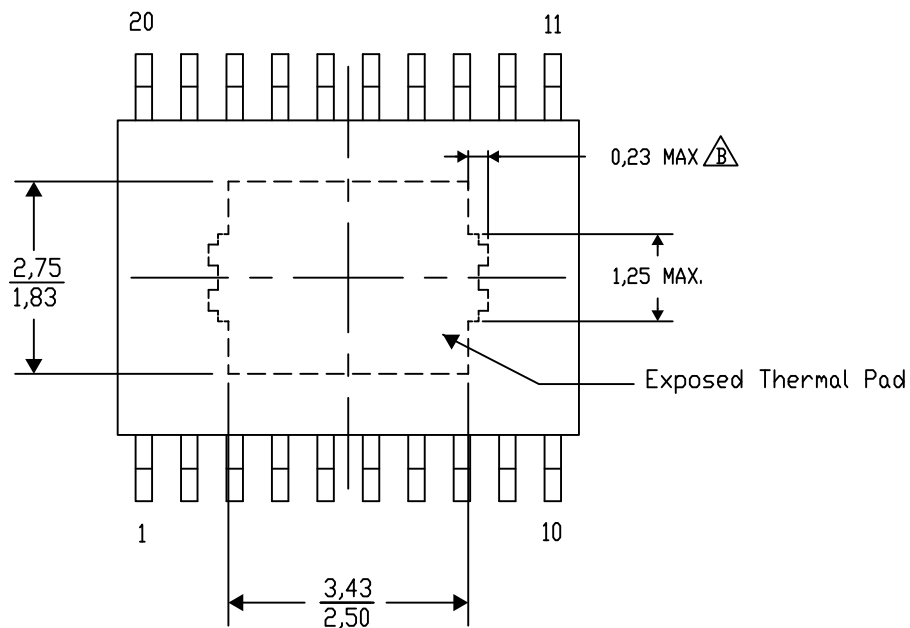 20
11
0,23 MAX B
2,75
1,83
1,25 MAX.
Exposed Thermal Pad
1
10
3,43
2,50